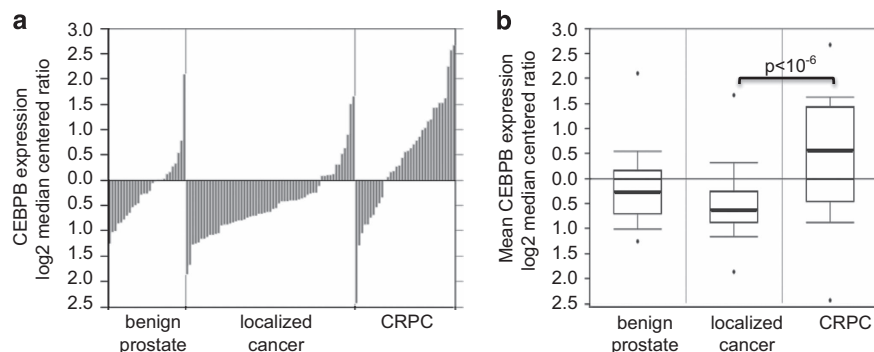 a
CEBPB expression
log2 median centered ratio
3.0
2.5
2.0
1.5
1.0
0.5
0.0
0.5
1.0
1.5
2.0
2.5
benign
prostate
localized
cancer
CRPC
b
Mean CEBPB expression
log2 median centered ratio
3.0
2.5
2.0
1.5
1.0
0.5
0.0
0.5
1.0
1.5
2.0
2.5
p<10⁻⁶
benign
prostate
localized
cancer
CRPC